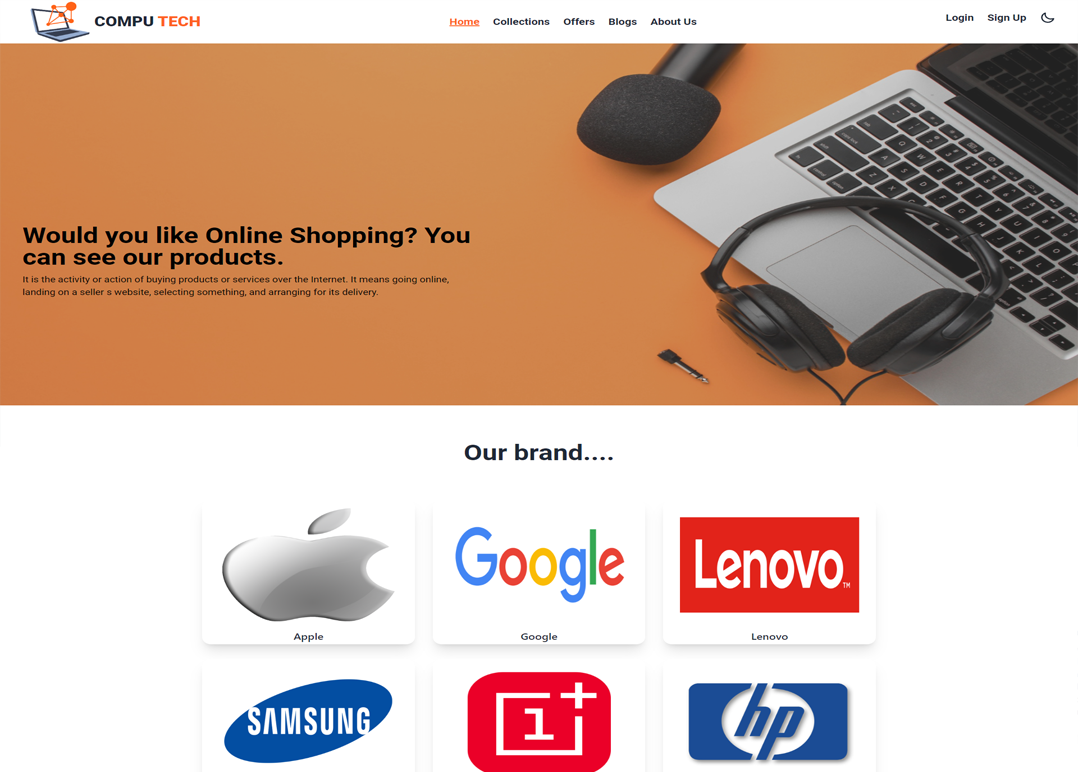 COMPU TECH
Home Collections Offers Blogs About Us
Login Sign Up
Would you like Online Shopping? You
can see our products.
It is the activity or action of buying products or services over the Internet. It means going online,
landing on a seller s website, selecting something, and arranging for its delivery.
Our brand....
Google
Lenovo
TM
Apple
Google
Lenovo
SAMSUNG
1+
hp